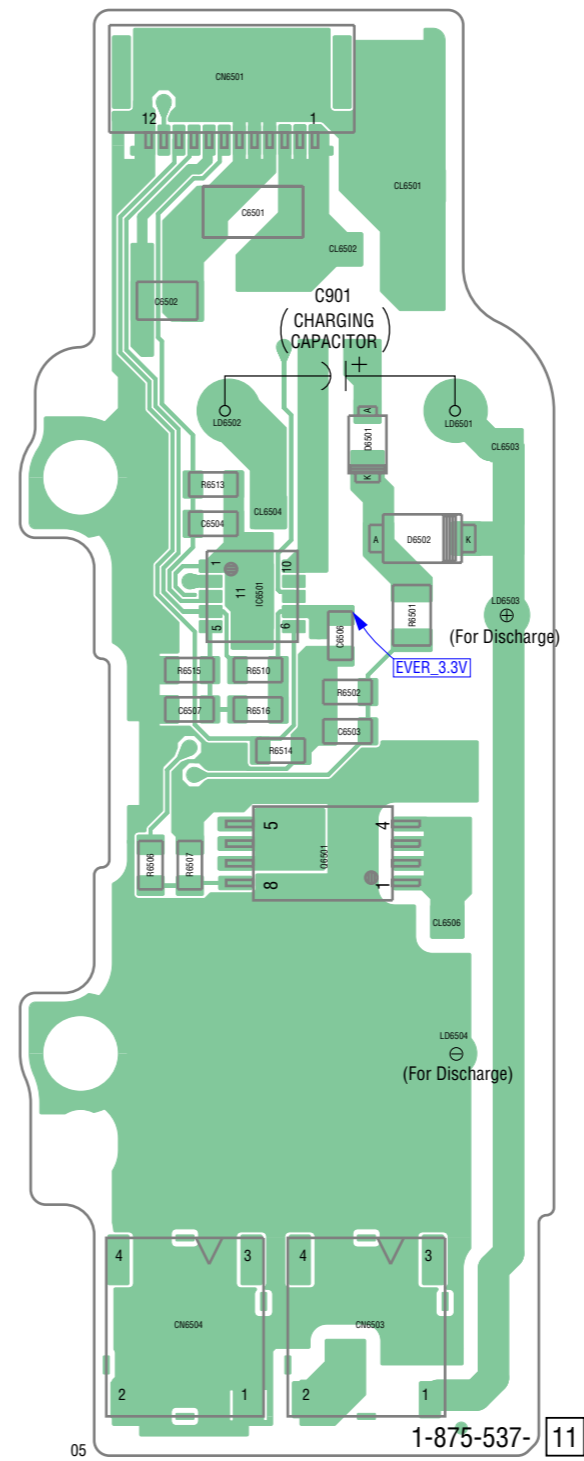 CN6501
12 1
CL6501
C6501
CL6502
C6502
C901
CHARGING
CAPACITOR
+
A
LD6502
LD6501
D6501
CL6503
K
R6513
CL6504
C6504
A D6502 K
1 10
11
IC6501
LD6503
R6501
5 6
C6506
(For Discharge)
EVER_3.3V
R6515 R6510
R6502
C6507 R6516
C6503
R6514
5 4
R6506
R6507
Q6501
8 1
CL6506
LD6504
(For Discharge)
4 3 4 3
CN6504 CN6503
2 1 2 1
05
1-875-537- 11